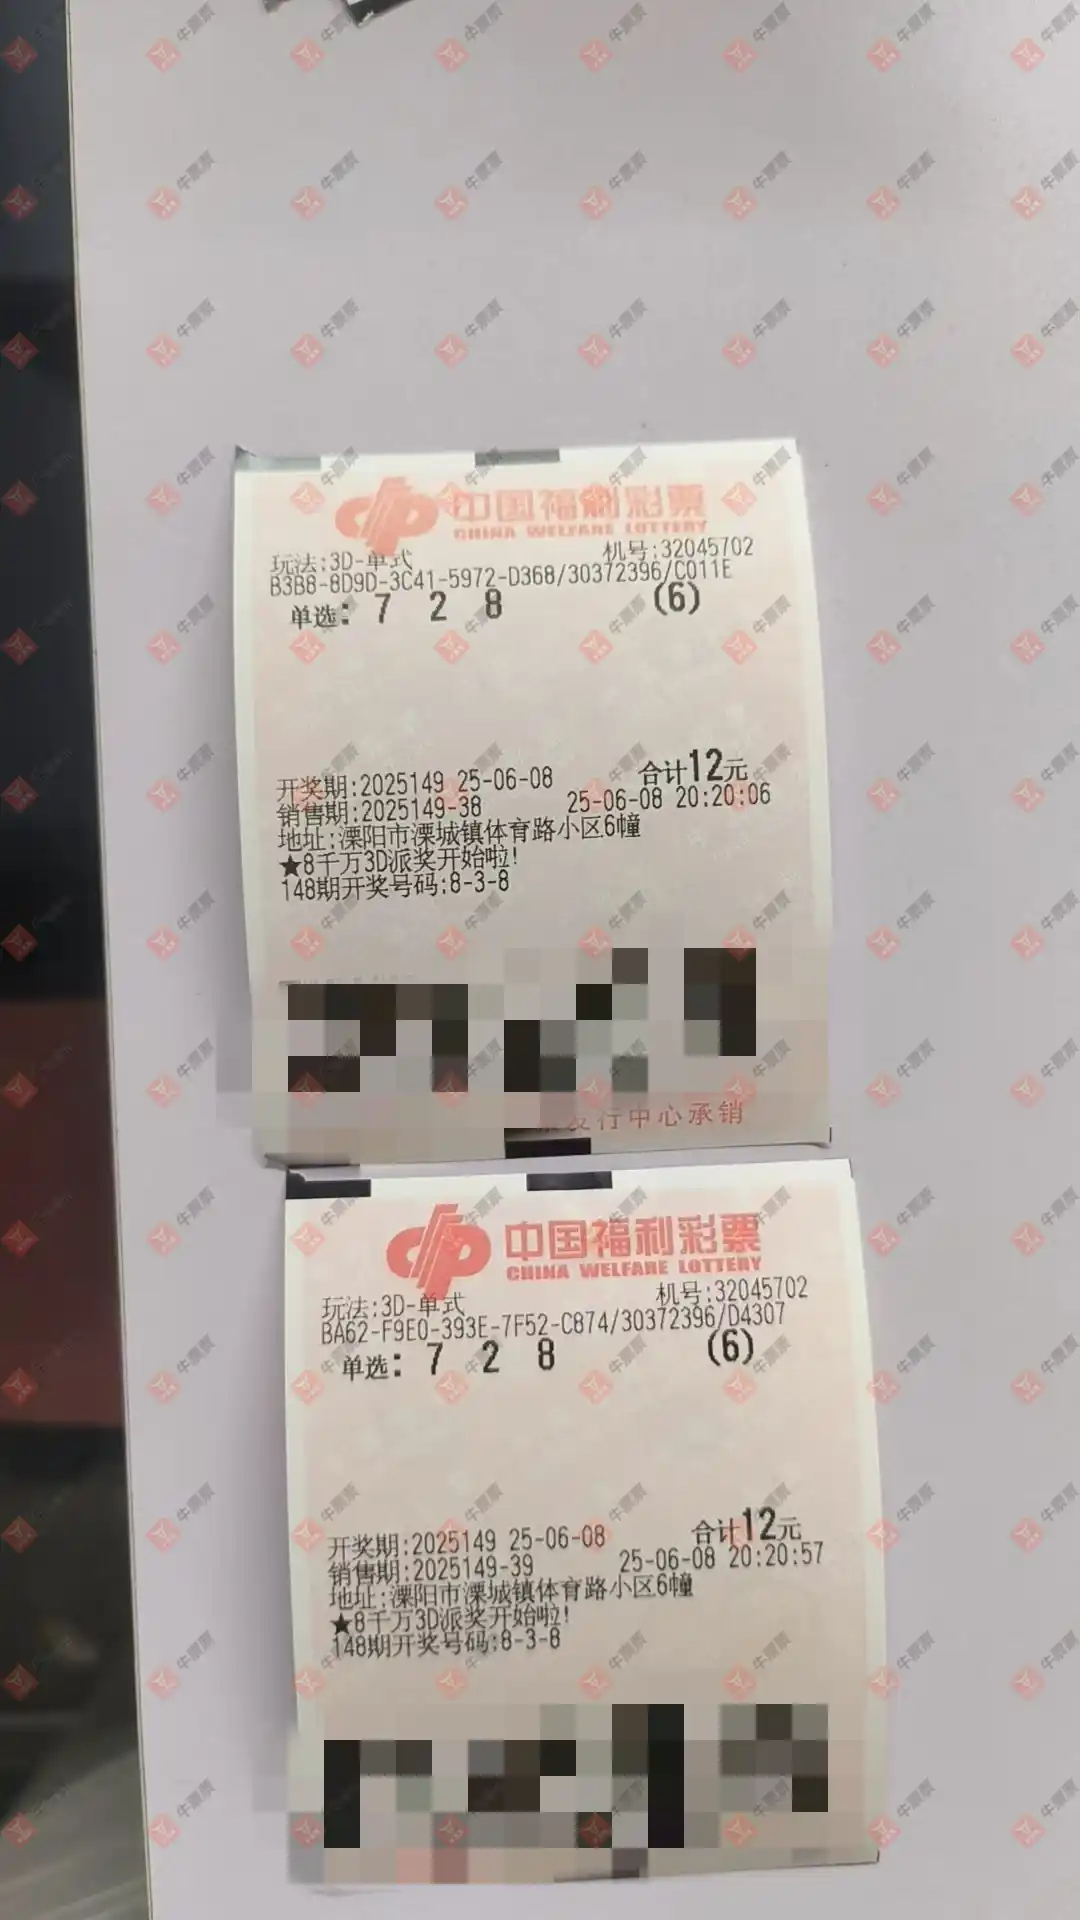 中国福利彩票
CHINA WELFARE LOTTERY
玩法:3D-单式 机号:32045702
B3B8-8D9D-3C41-5972-D368/30372396/C011E
单选: 7 2 8 (6)
开奖期:2025149 25-06-08 合计12元
销售期:2025149-38 25-06-08 20:20:06
地址:溧阳市溧城镇体育路小区6幢
★8千万3D派奖开始啦!
148期开奖号码:8-3-8
发行中心承销
中国福利彩票
CHINA WELFARE LOTTERY
玩法:3D-单式 机号:32045702
BA62-F9E0-393E-7F52-C874/30372396/D4307
单选: 7 2 8 (6)
开奖期:2025149 25-06-08 合计12元
销售期:2025149-39 25-06-08 20:20:57
地址:溧阳市溧城镇体育路小区6幢
★8千万3D派奖开始啦!
148期开奖号码:8-3-8
牛票票